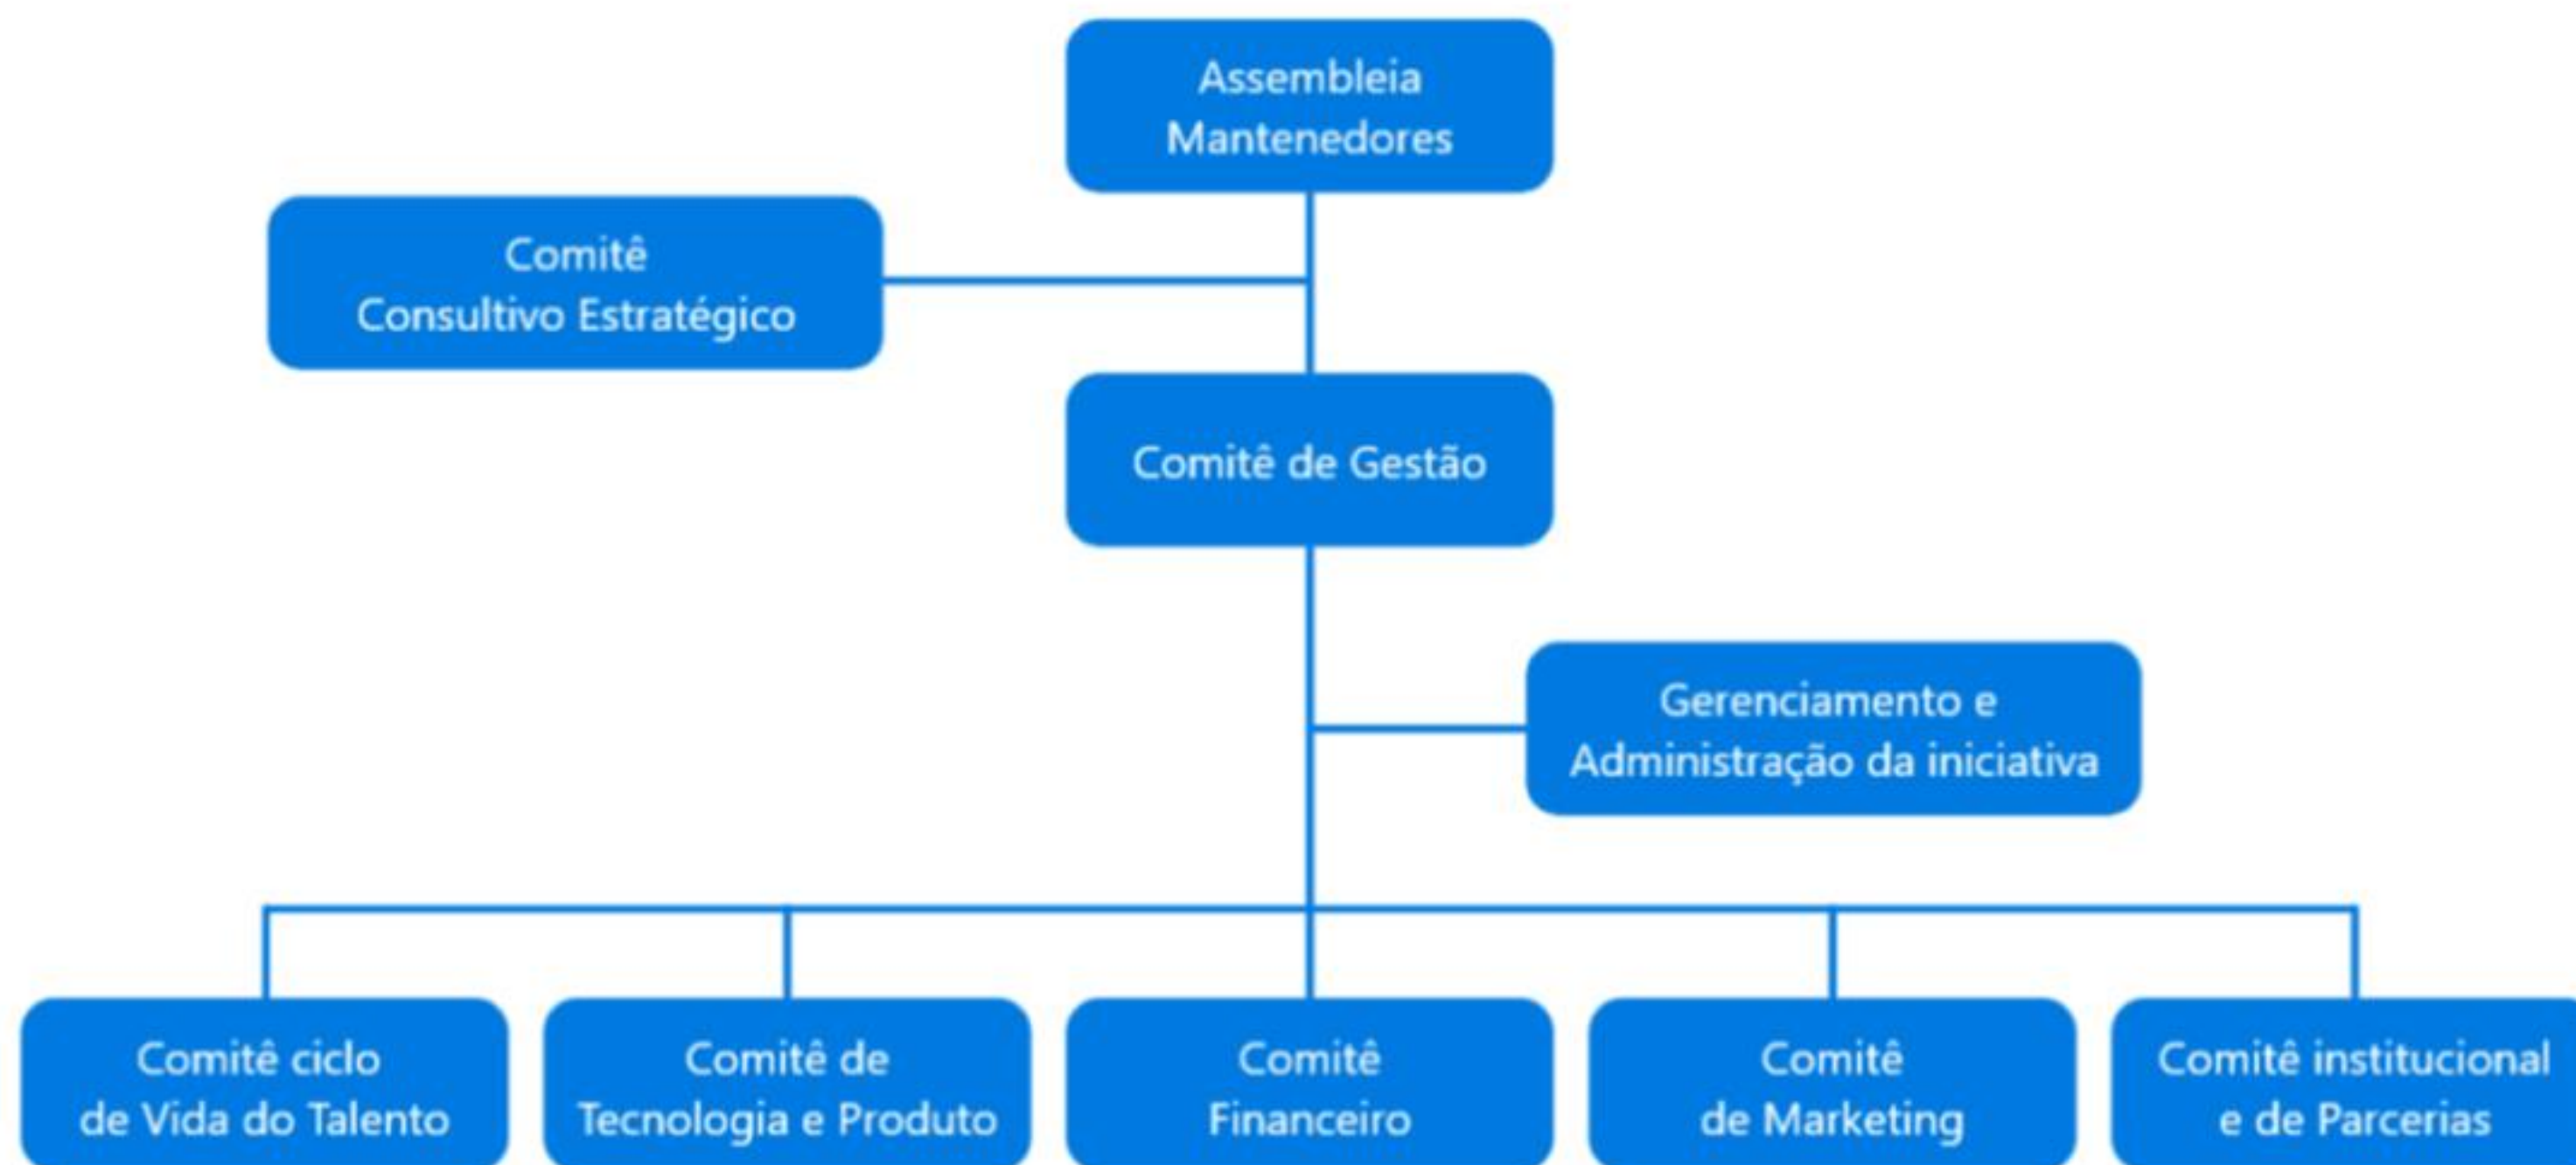 Assembleia
Mantenedores
Comitê
Consultivo Estratégico
Comitê de Gestão
Gerenciamento e
Administração da iniciativa
Comitê ciclo
de Vida do Talento
Comitê de
Tecnologia e Produto
Comitê
Financeiro
Comitê
de Marketing
Comitê institucional
e de Parcerias